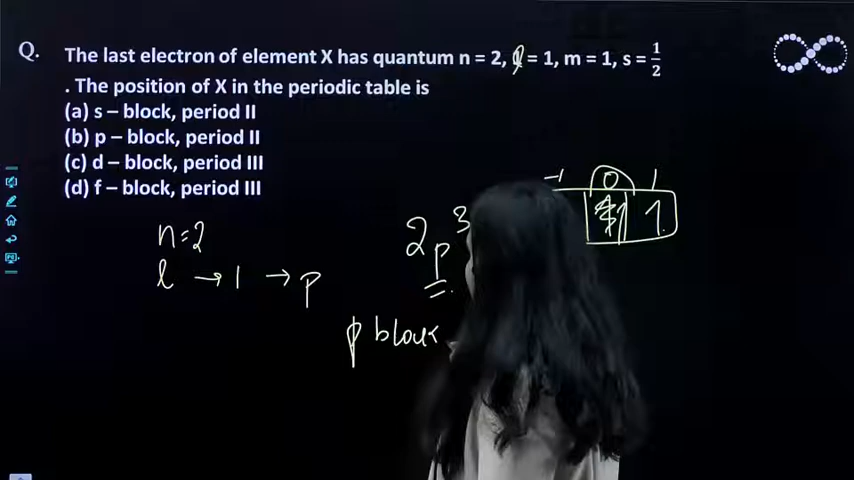 Q. The last electron of element X has quantum n = 2, l = 1, m = 1, s = 1/2
. The position of X in the periodic table is
(a) s – block, period II
(b) p – block, period II
(c) d – block, period III
(d) f – block, period III
-1 0 1
n=2
2p³
l → 1 → p
p block